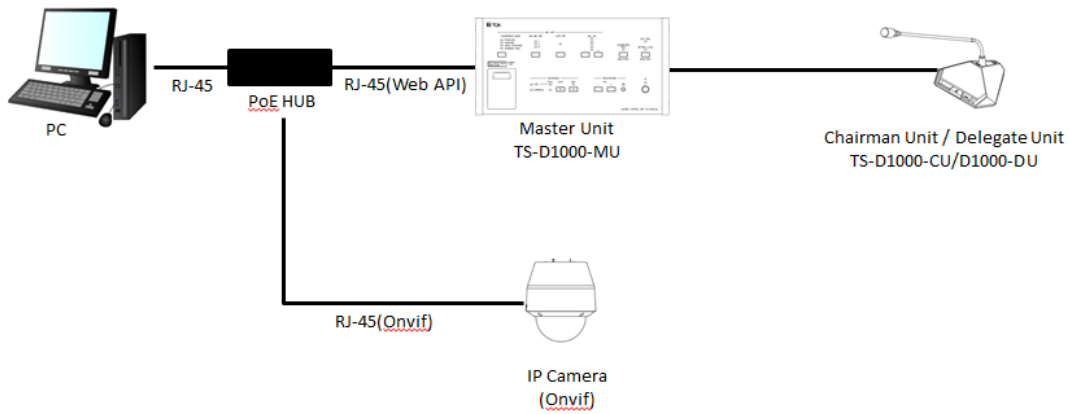 TOA
RJ-45
RJ-45(Web API)
PoE HUB
PC
Master Unit
TS-D1000-MU
Chairman Unit / Delegate Unit
TS-D1000-CU/D1000-DU
RJ-45(Onvif)
IP Camera
(Onvif)